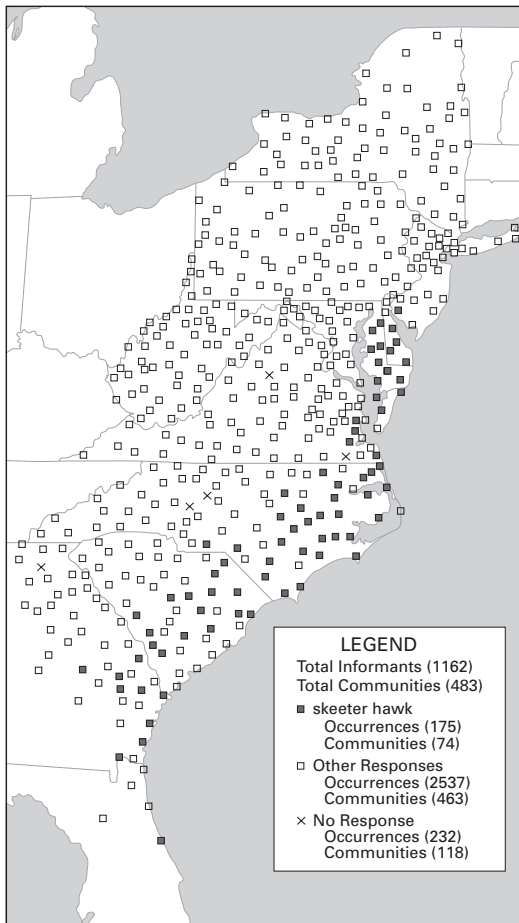 LEGEND
Total Informants (1162)
Total Communities (483)
skeeter hawk
Occurrences (175)
Communities (74)
Other Responses
Occurrences (2537)
Communities (463)
No Response
Occurrences (232)
Communities (118)